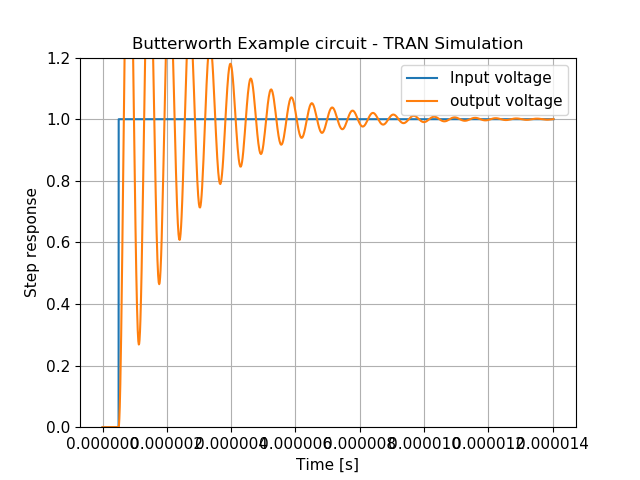 Butterworth Example circuit - TRAN Simulation
Input voltage
output voltage
Step response
1.2
1.0
0.8
0.6
0.4
0.2
0.0
0.000000 0.000002 0.000004 0.000006 0.000008 0.000010 0.000012 0.000014
Time [s]